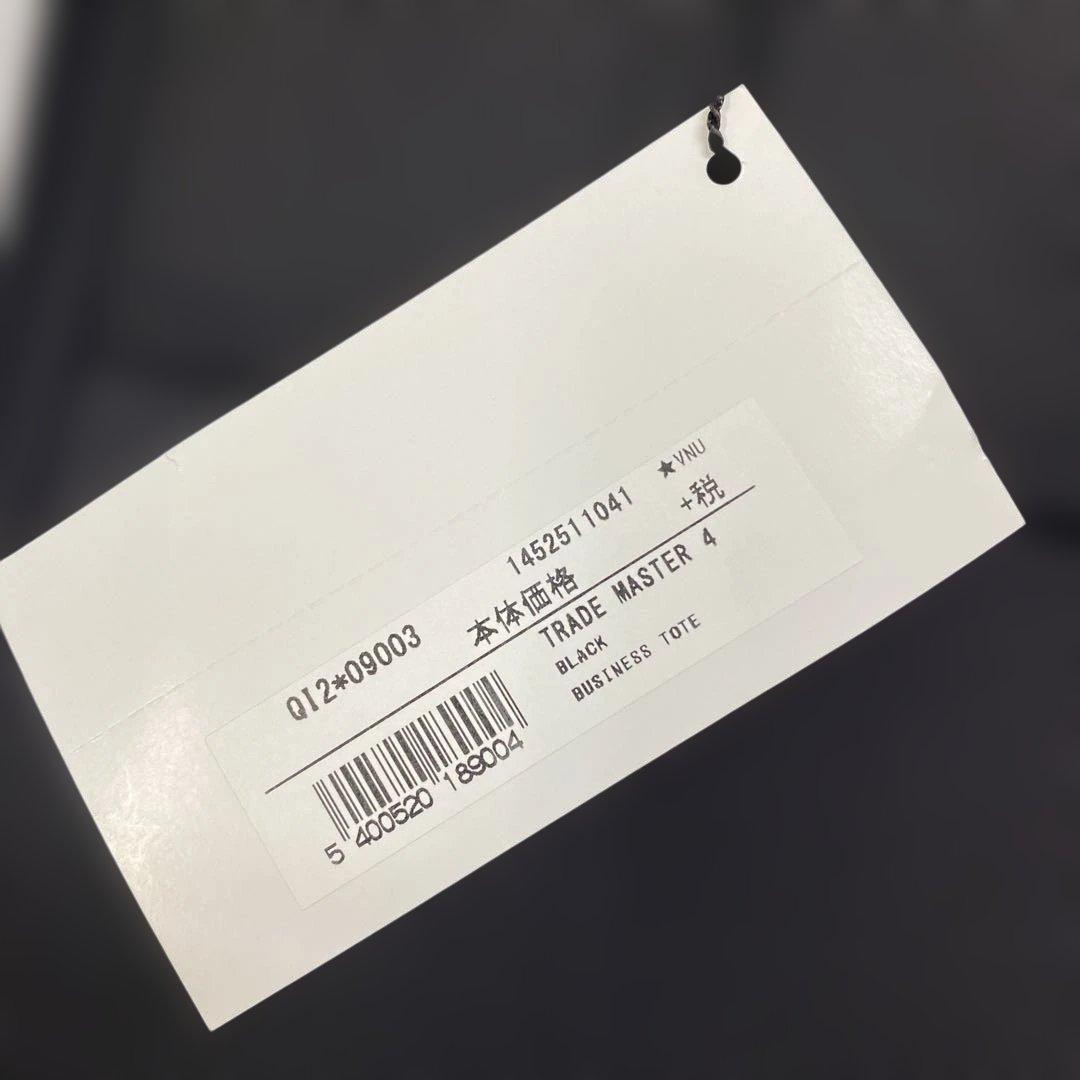 QI2*09003 1452511041 ★VNU
本体価格 +税
TRADE MASTER 4
BLACK
BUSINESS TOTE
5 400520 189004